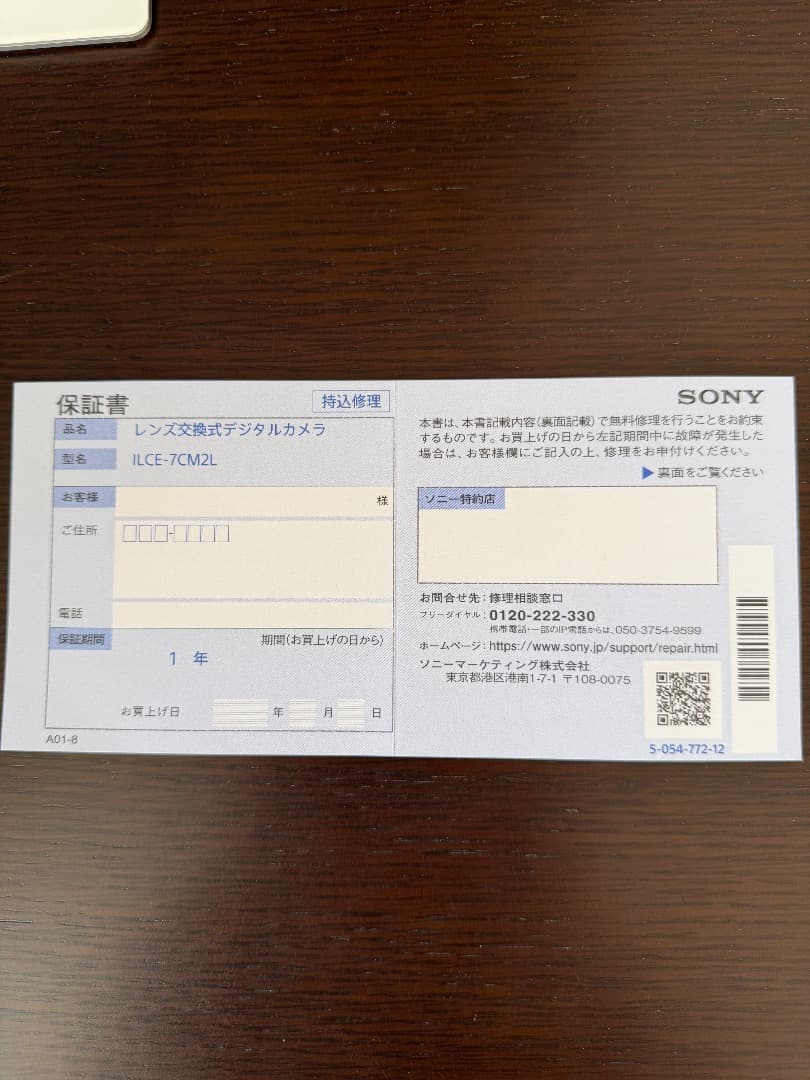 保証書
持込修理
品名 レンズ交換式デジタルカメラ
型名 ILCE-7CM2L
お客様 様
ご住所 □□□-□□□□
電話
保証期間 期間(お買上げの日から)
1 年
お買上げ日 年 月 日
A01-8
SONY
本書は、本書記載内容(裏面記載)で無料修理を行うことをお約束
するものです。お買上げの日から左記期間中に故障が発生した
場合は、お客様欄にご記入の上、修理をお申付けください。
▶裏面をご覧ください
ソニー特約店
お問合せ先:修理相談窓口
フリーダイヤル:0120-222-330
携帯電話・一部のIP電話からは、050-3754-9599
ホームページ:https://www.sony.jp/support/repair.html
ソニーマーケティング株式会社
東京都港区港南1-7-1 〒108-0075
5-054-772-12